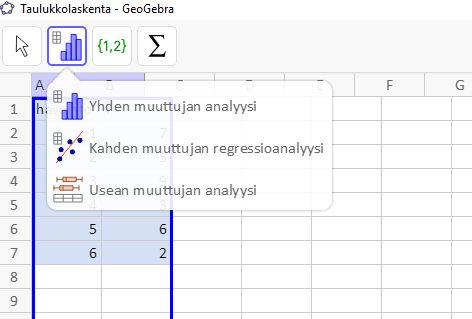 Taulukkolaskenta - GeoGebra
{1,2} Σ
A B C D E F G
1 ha
2 1 7
Yhden muuttujan analyysi
3 2 5
Kahden muuttujan regressioanalyysi
4 3 9
Usean muuttujan analyysi
5 4 3
6 5 6
7 6 2
8
9